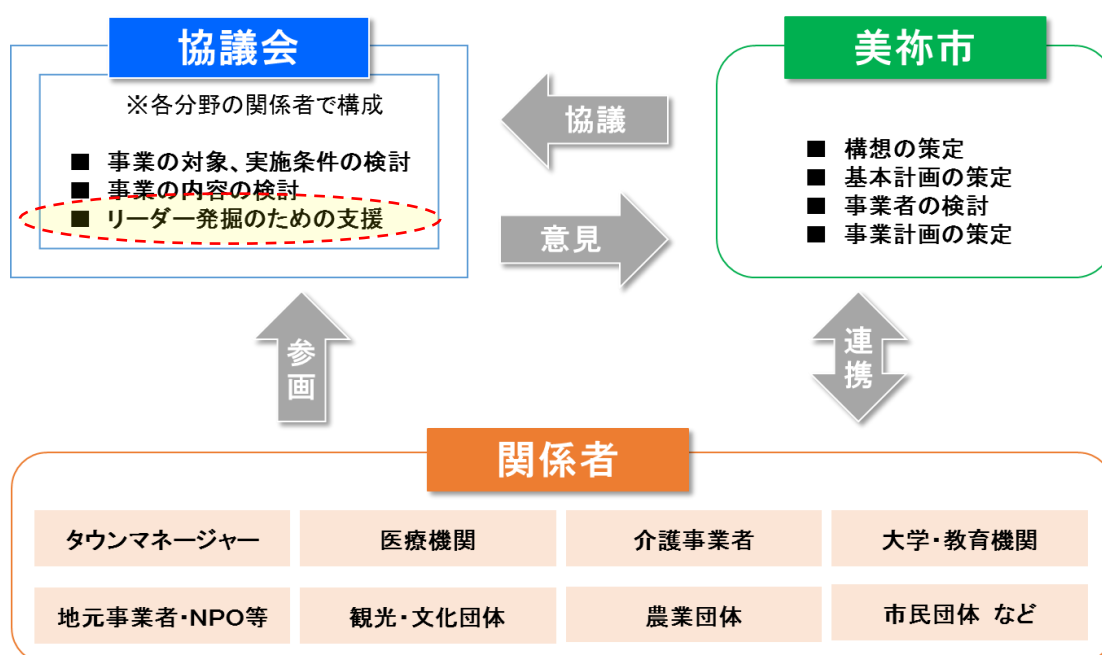 協議会
※各分野の関係者で構成
■ 事業の対象、実施条件の検討
■ 事業の内容の検討
■ リーダー発掘のための支援
協議
意見
美祢市
■ 構想の策定
■ 基本計画の策定
■ 事業者の検討
■ 事業計画の策定
参画
連携
関係者
タウンマネージャー
医療機関
介護事業者
大学・教育機関
地元事業者・NPO等
観光・文化団体
農業団体
市民団体 など